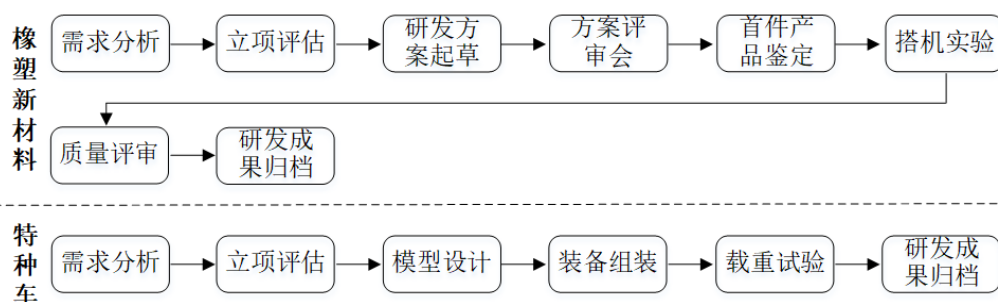 橡塑新材料
需求分析
立项评估
研发方
案起草
方案评
审会
首件产
品鉴定
搭机实验
质量评审
研发成
果归档
特种车
需求分析
立项评估
模型设计
装备组装
载重试验
研发成
果归档